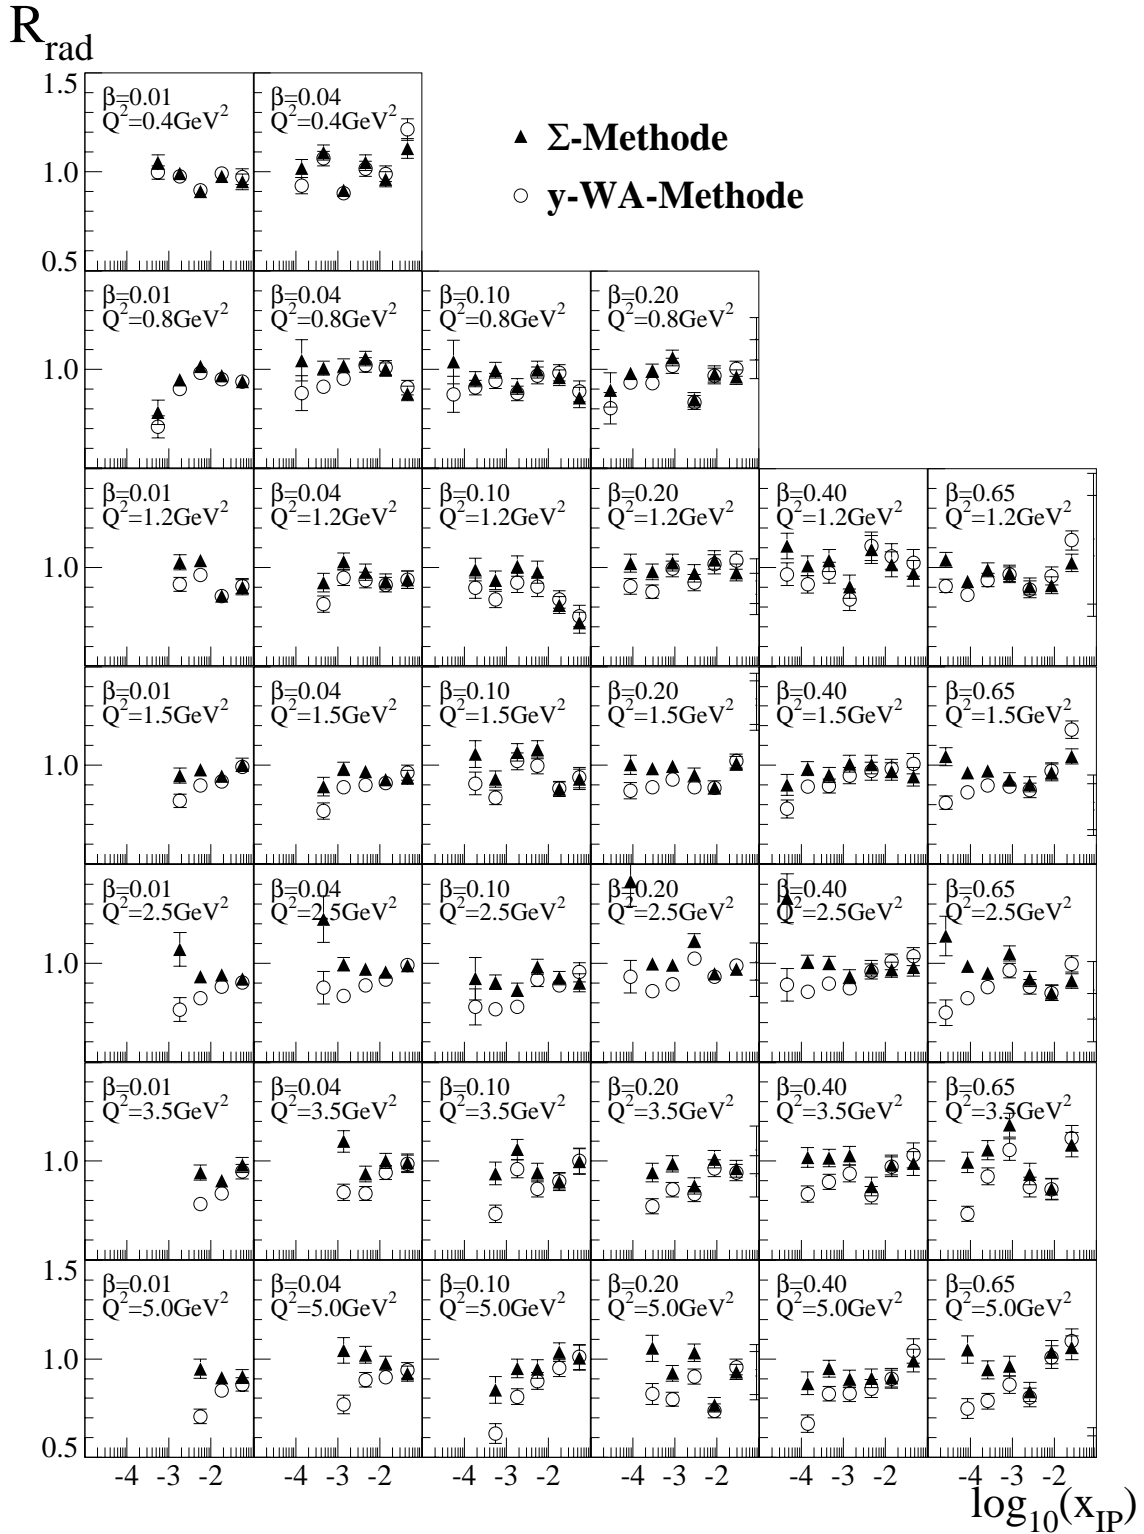 R_rad
1.5
β=0.01 β=0.04
Q²=0.4GeV² Q²=0.4GeV²
▲ Σ-Methode
1.0
○ y-WA-Methode
0.5
β=0.01 β=0.04 β=0.10 β=0.20
Q²=0.8GeV² Q²=0.8GeV² Q²=0.8GeV² Q²=0.8GeV²
1.0
β=0.01 β=0.04 β=0.10 β=0.20 β=0.40 β=0.65
Q²=1.2GeV² Q²=1.2GeV² Q²=1.2GeV² Q²=1.2GeV² Q²=1.2GeV² Q²=1.2GeV²
1.0
β=0.01 β=0.04 β=0.10 β=0.20 β=0.40 β=0.65
Q²=1.5GeV² Q²=1.5GeV² Q²=1.5GeV² Q²=1.5GeV² Q²=1.5GeV² Q²=1.5GeV²
1.0
β=0.01 β=0.04 β=0.10 β=0.20 β=0.40 β=0.65
Q²=2.5GeV² Q²=2.5GeV² Q²=2.5GeV² Q²=2.5GeV² Q²=2.5GeV² Q²=2.5GeV²
1.0
β=0.01 β=0.04 β=0.10 β=0.20 β=0.40 β=0.65
Q²=3.5GeV² Q²=3.5GeV² Q²=3.5GeV² Q²=3.5GeV² Q²=3.5GeV² Q²=3.5GeV²
1.0
1.5
β=0.01 β=0.04 β=0.10 β=0.20 β=0.40 β=0.65
Q²=5.0GeV² Q²=5.0GeV² Q²=5.0GeV² Q²=5.0GeV² Q²=5.0GeV² Q²=5.0GeV²
1.0
0.5
-4 -3 -2 -4 -3 -2 -4 -3 -2 -4 -3 -2 -4 -3 -2 -4 -3 -2
log₁₀(x_IP)